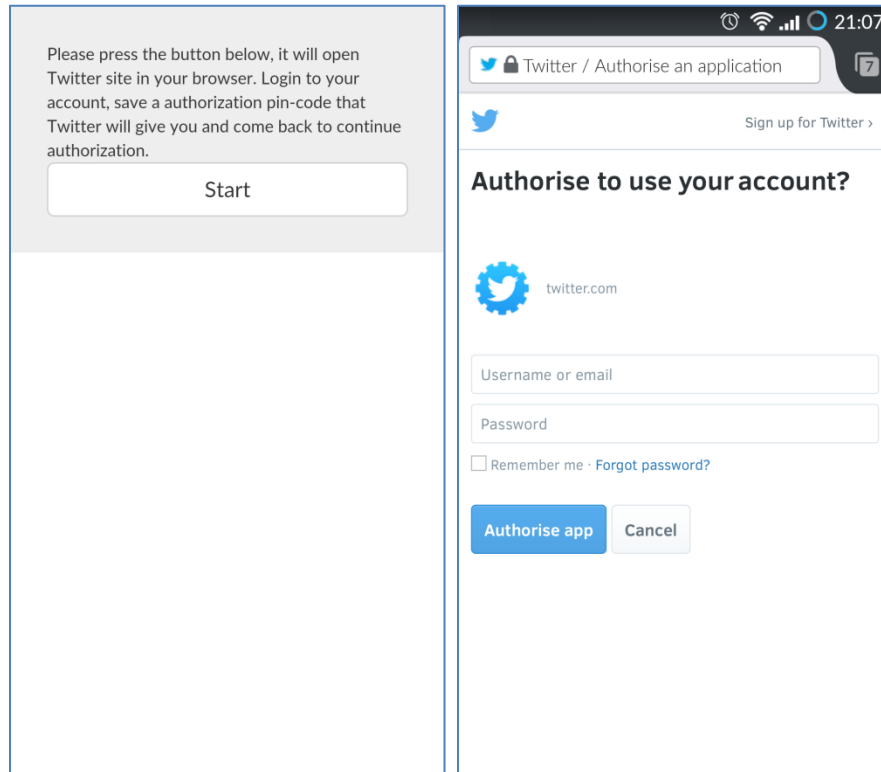 Please press the button below, it will open
Twitter site in your browser. Login to your
account, save a authorization pin-code that
Twitter will give you and come back to continue
authorization.
Start
21:07
Twitter / Authorise an application
7
Sign up for Twitter ›
Authorise to use your account?
twitter.com
Username or email
Password
Remember me · Forgot password?
Authorise app Cancel